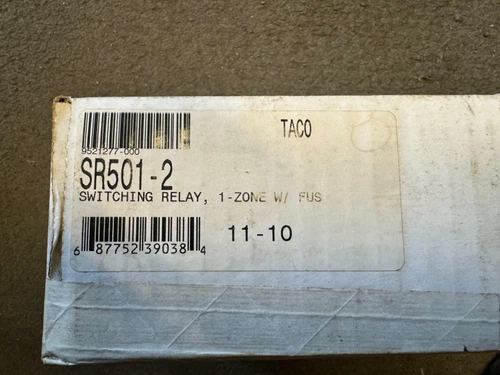 TACO
9521277-000
SR501-2
SWITCHING RELAY, 1-ZONE W/ FUS
6 87752 39038 4
11-10